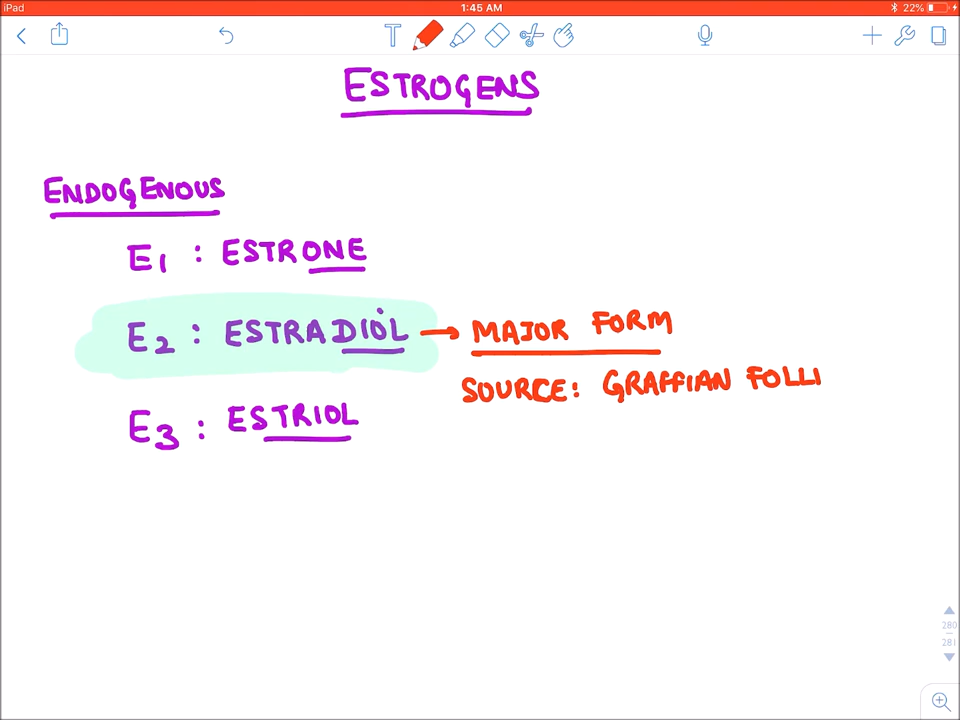 iPad 1:45 AM 22%
T
ESTROGENS
ENDOGENOUS
E1 : ESTRONE
E2 : ESTRADIOL → MAJOR FORM
SOURCE: GRAFFIAN FOLLI
E3 : ESTRIOL
280
281